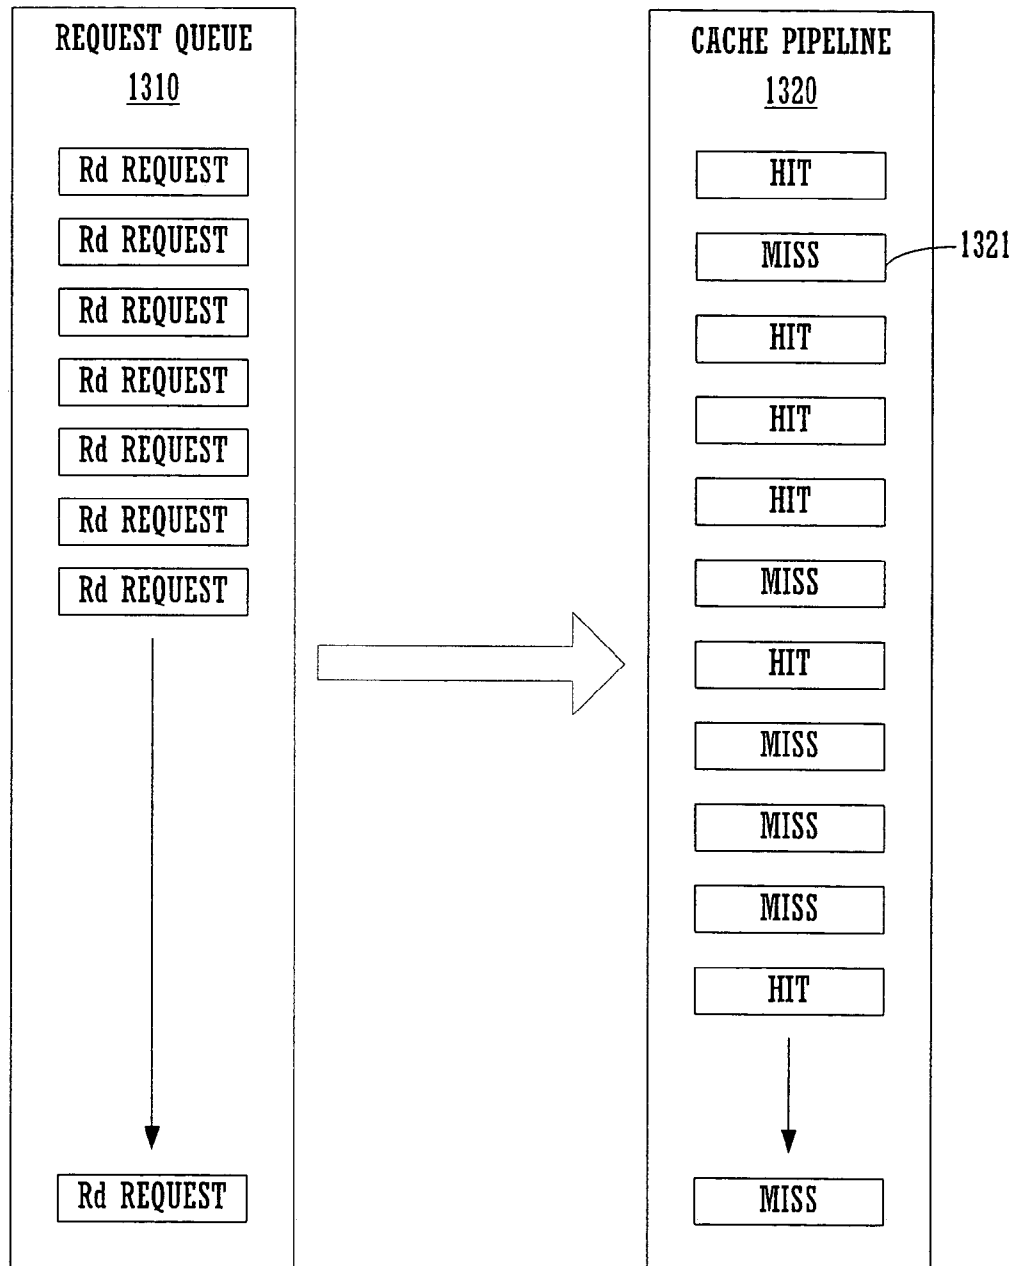 REQUEST QUEUE
1310
Rd REQUEST
Rd REQUEST
Rd REQUEST
Rd REQUEST
Rd REQUEST
Rd REQUEST
Rd REQUEST
Rd REQUEST
CACHE PIPELINE
1320
HIT
MISS
1321
HIT
HIT
HIT
MISS
HIT
MISS
MISS
MISS
HIT
MISS